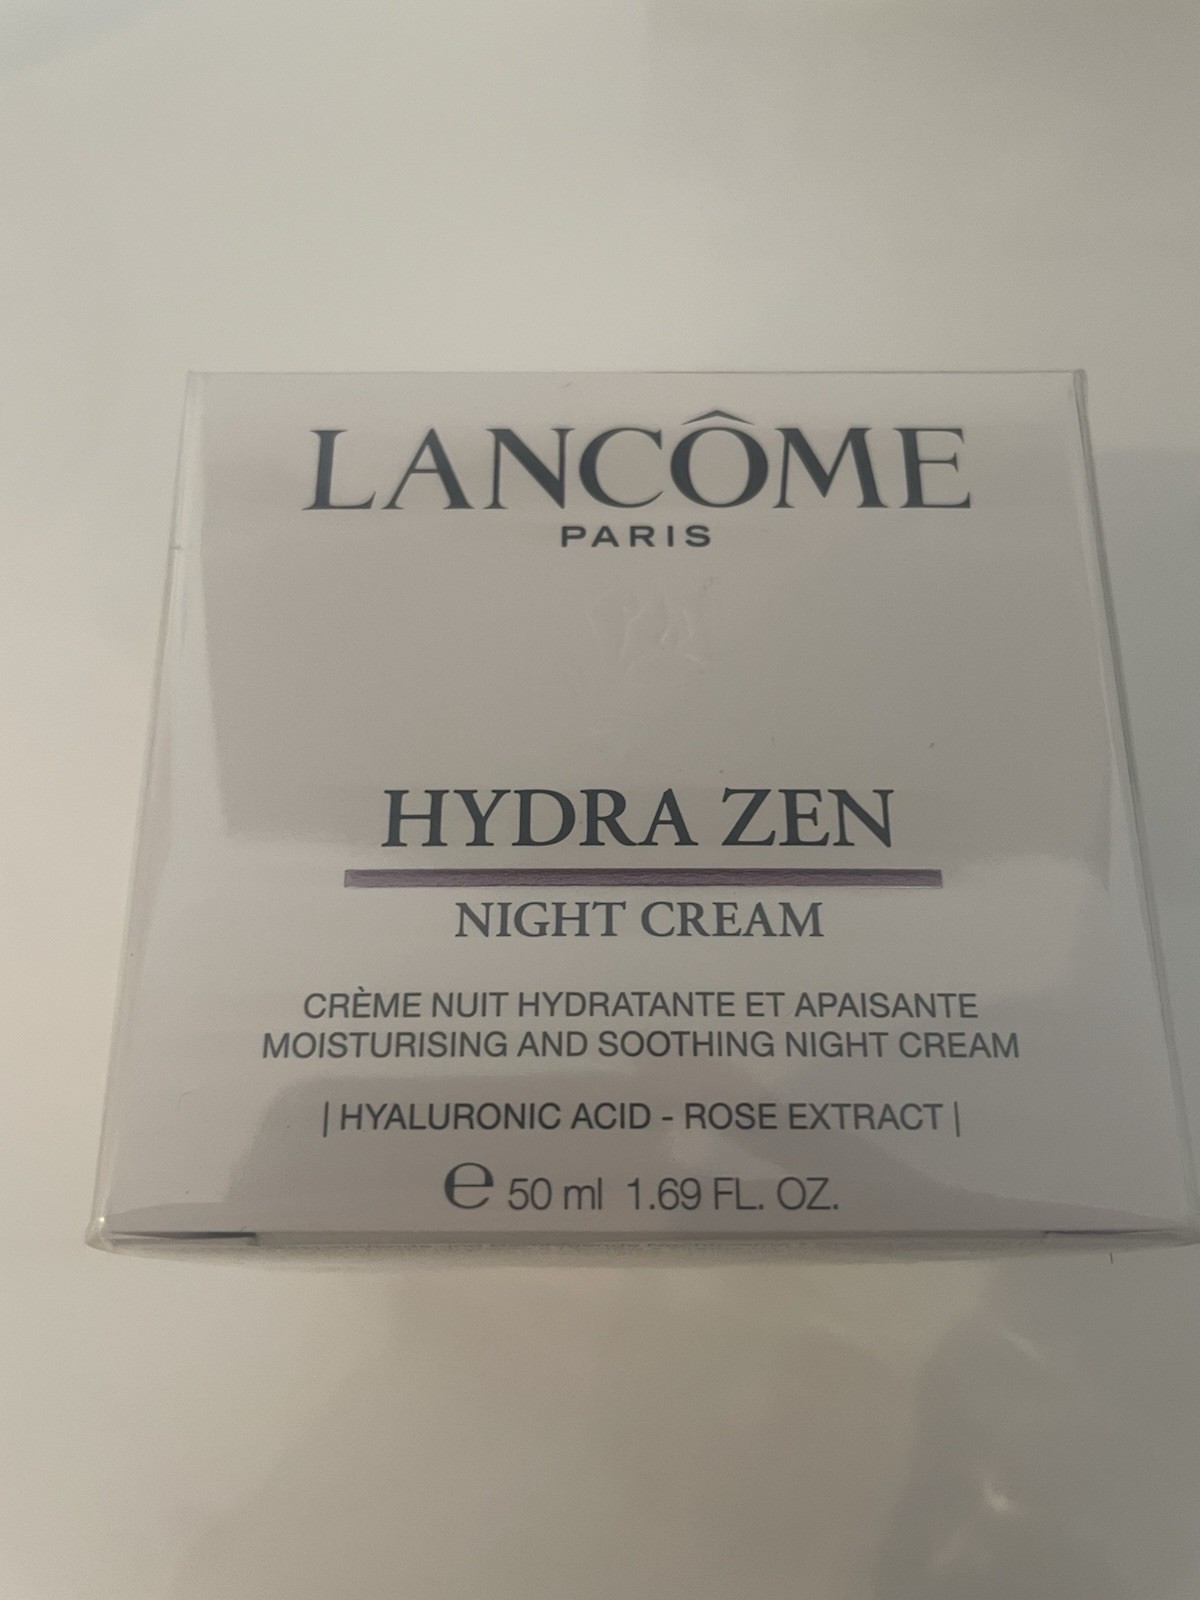 LANCÔME
PARIS
HYDRA ZEN
NIGHT CREAM
CRÈME NUIT HYDRATANTE ET APAISANTE
MOISTURISING AND SOOTHING NIGHT CREAM
| HYALURONIC ACID - ROSE EXTRACT |
℮ 50 ml 1.69 FL. OZ.